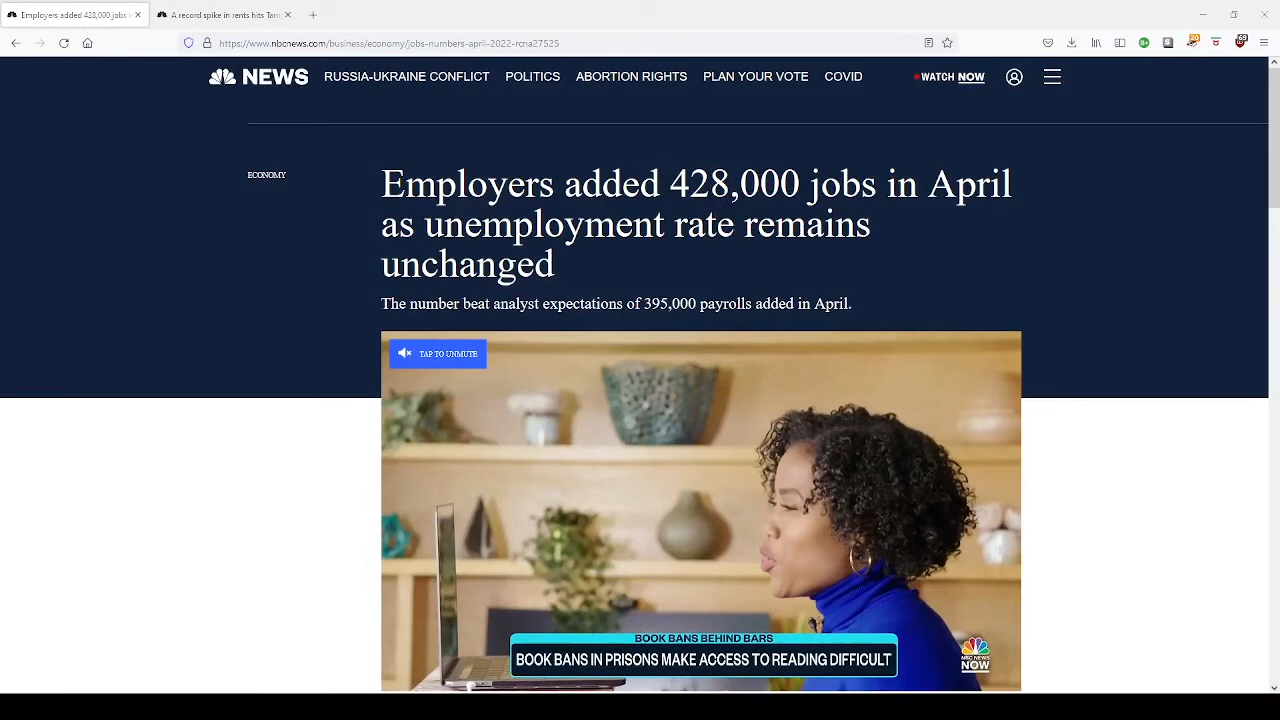 Employers added 428,000 jobs i
A record spike in rents hits Tam
https://www.nbcnews.com/business/economy/jobs-numbers-april-2022-rcna27525
20
69
NEWS
RUSSIA-UKRAINE CONFLICT
POLITICS
ABORTION RIGHTS
PLAN YOUR VOTE
COVID
WATCH NOW
ECONOMY
Employers added 428,000 jobs in April
as unemployment rate remains
unchanged
The number beat analyst expectations of 395,000 payrolls added in April.
TAP TO UNMUTE
BOOK BANS BEHIND BARS
BOOK BANS IN PRISONS MAKE ACCESS TO READING DIFFICULT
NBC NEWS
NOW